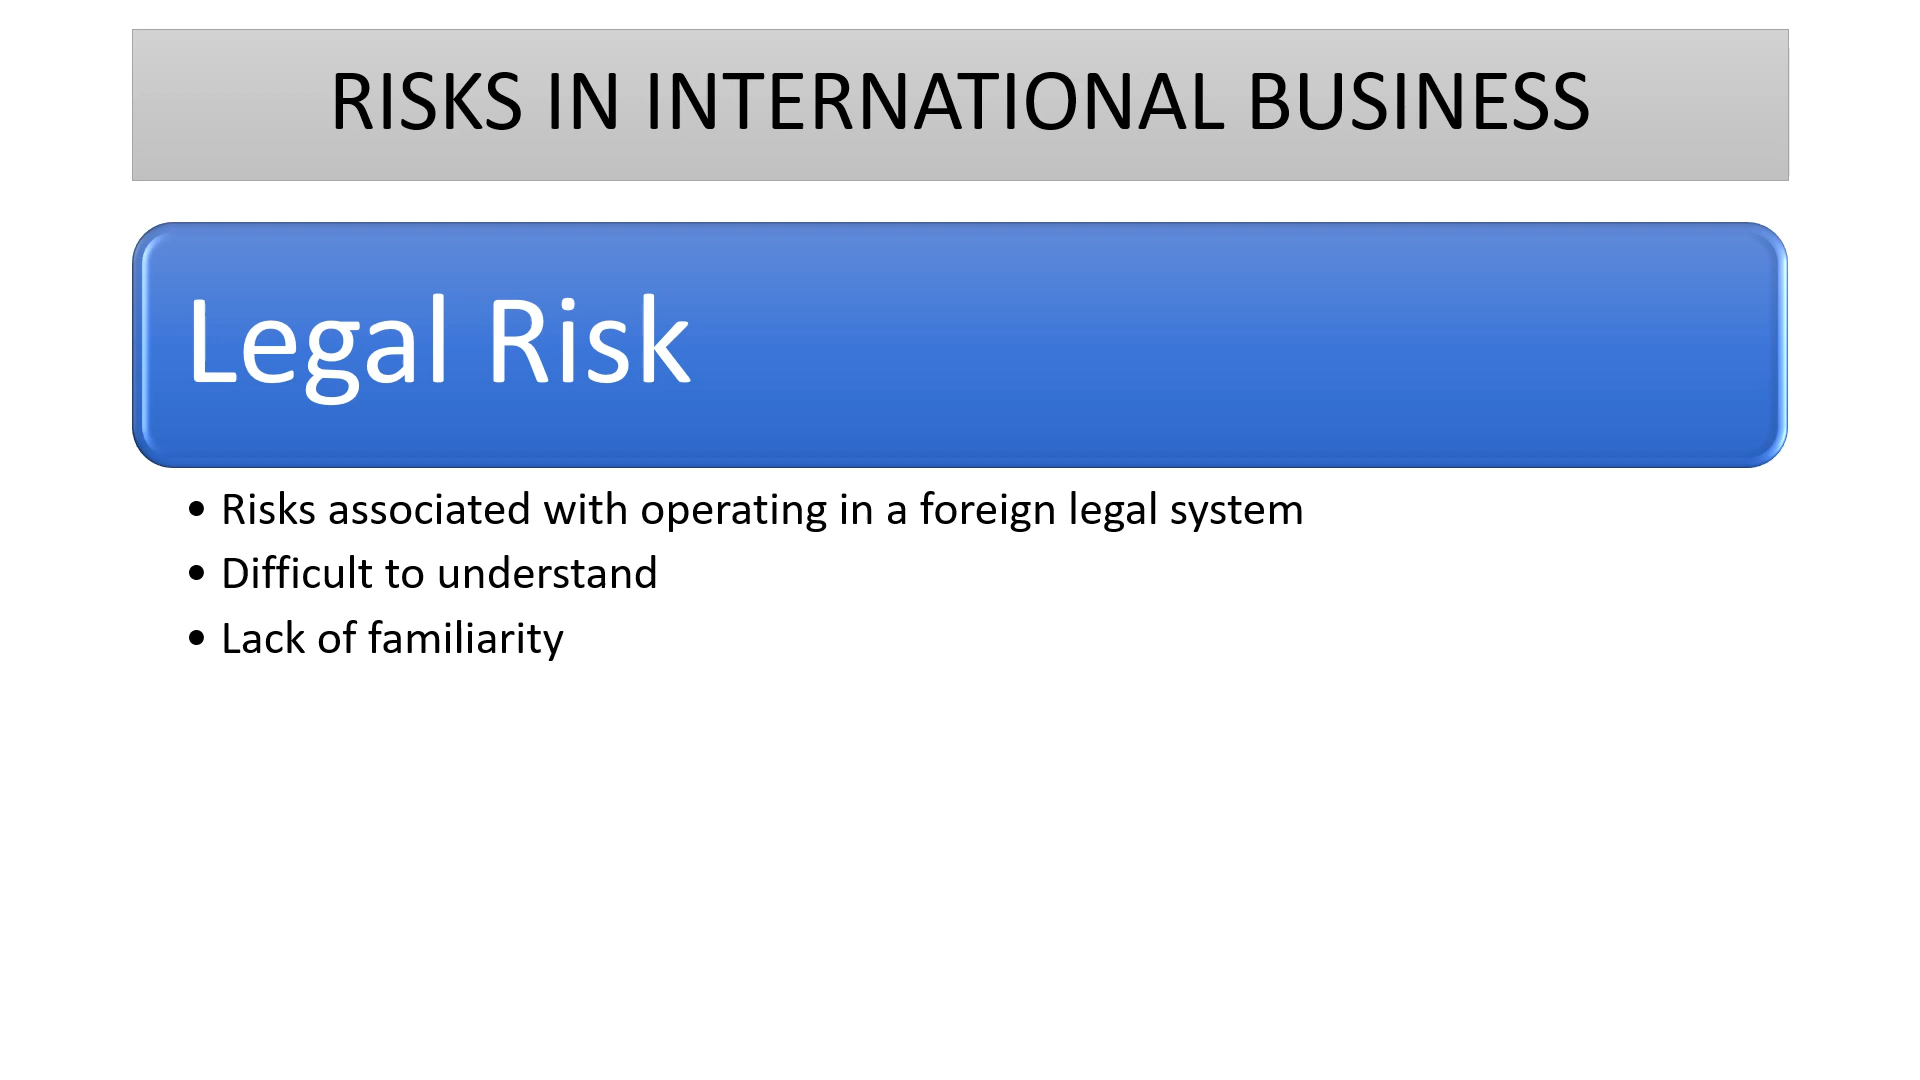 RISKS IN INTERNATIONAL BUSINESS
Legal Risk
• Risks associated with operating in a foreign legal system
• Difficult to understand
• Lack of familiarity